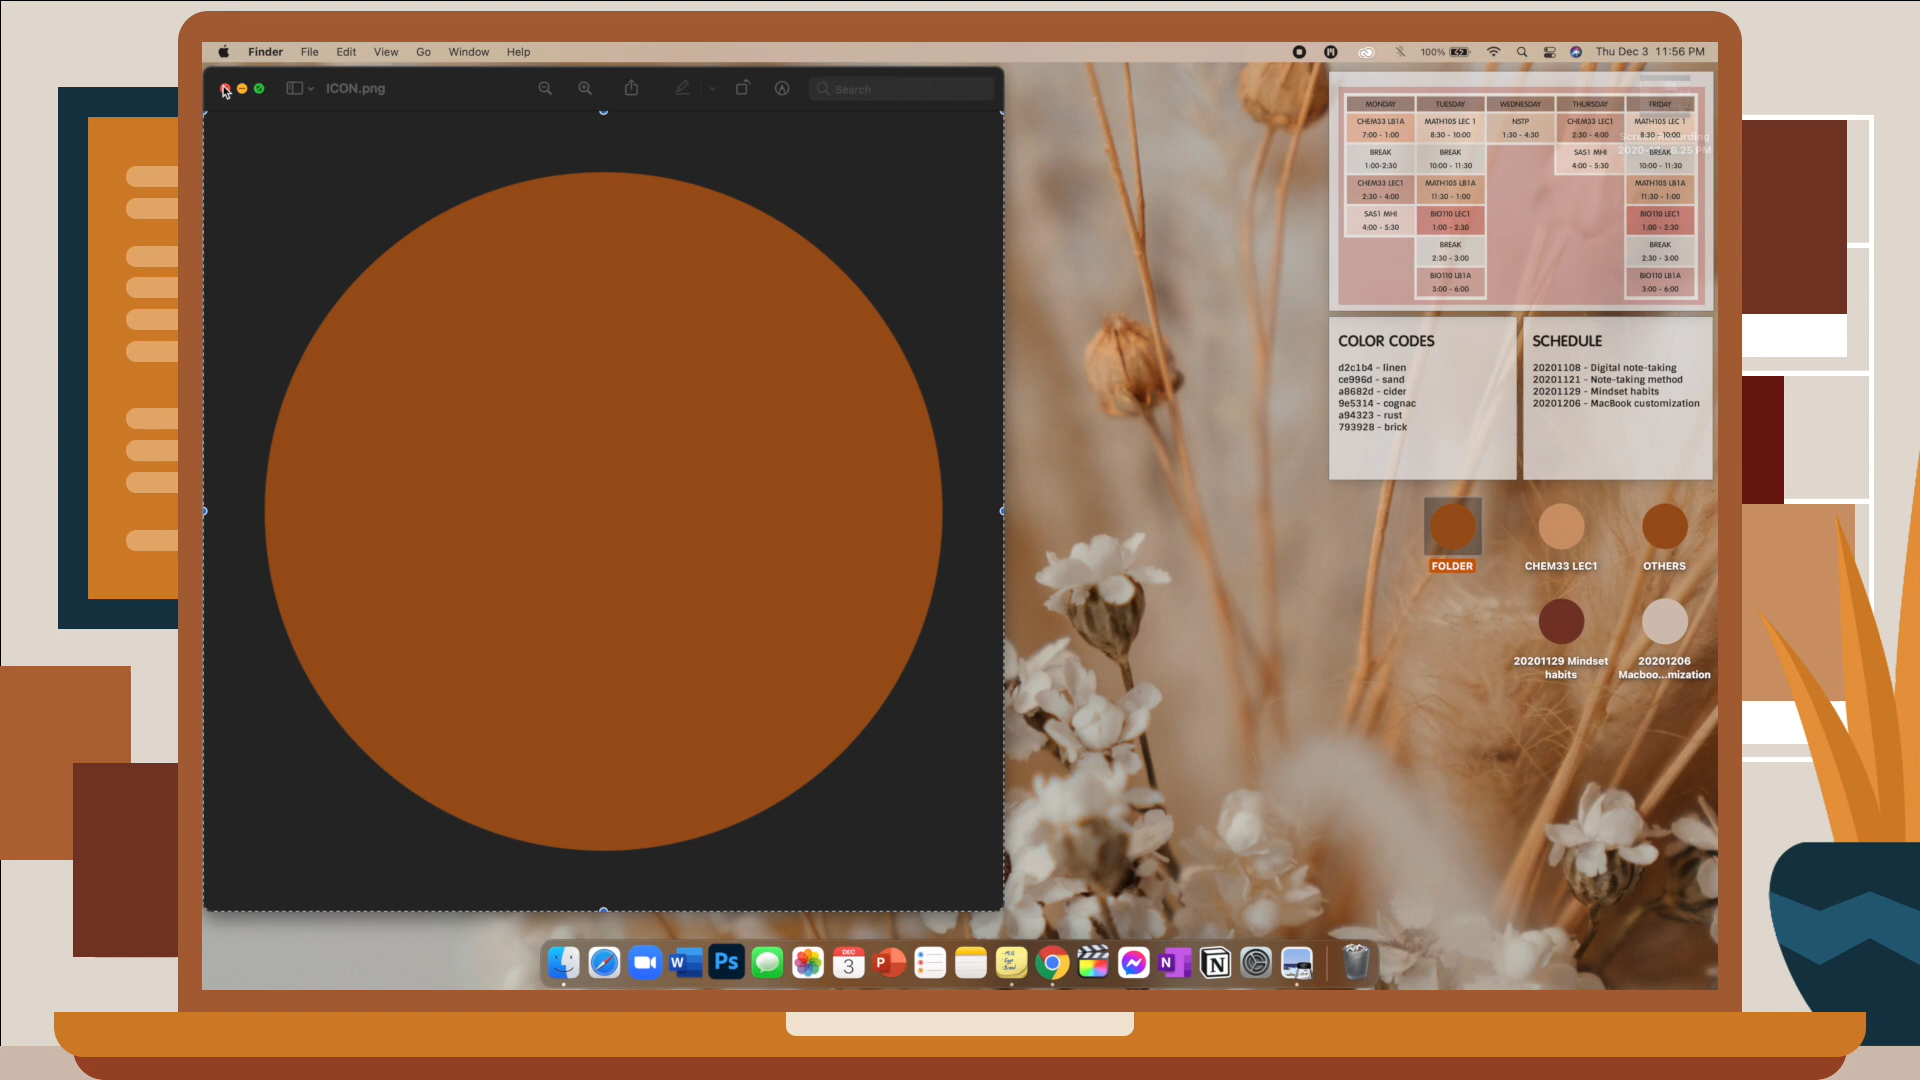 Finder File Edit View Go Window Help
100% Thu Dec 3 11:56 PM
ICON.png
Search
MONDAY TUESDAY WEDNESDAY THURSDAY FRIDAY
CHEM33 LB1A MATH105 LEC 1 NSTP CHEM33 LEC1 MATH105 LEC 1
7:00 - 1:00 8:30 - 10:00 1:30 - 4:30 2:30 - 4:00 8:30 - 10:00
BREAK BREAK SAS1 MHI BREAK
1:00-2:30 10:00 - 11:30 4:00 - 5:30 10:00 - 11:30
CHEM33 LEC1 MATH105 LB1A MATH105 LB1A
2:30 - 4:00 11:30 - 1:00 11:30 - 1:00
SAS1 MHI BIO110 LEC1 BIO110 LEC1
4:00 - 5:30 1:00 - 2:30 1:00 - 2:30
BREAK BREAK
2:30 - 3:00 2:30 - 3:00
BIO110 LB1A BIO110 LB1A
3:00 - 6:00 3:00 - 6:00
COLOR CODES
d2c1b4 - linen
ce996d - sand
a8682d - cider
9e5314 - cognac
a94323 - rust
793928 - brick
SCHEDULE
20201108 - Digital note-taking
20201121 - Note-taking method
20201129 - Mindset habits
20201206 - MacBook customization
FOLDER CHEM33 LEC1 OTHERS
20201129 Mindset
habits
20201206
Macboo...mization
W
Ps
DEC
3
P
N
N